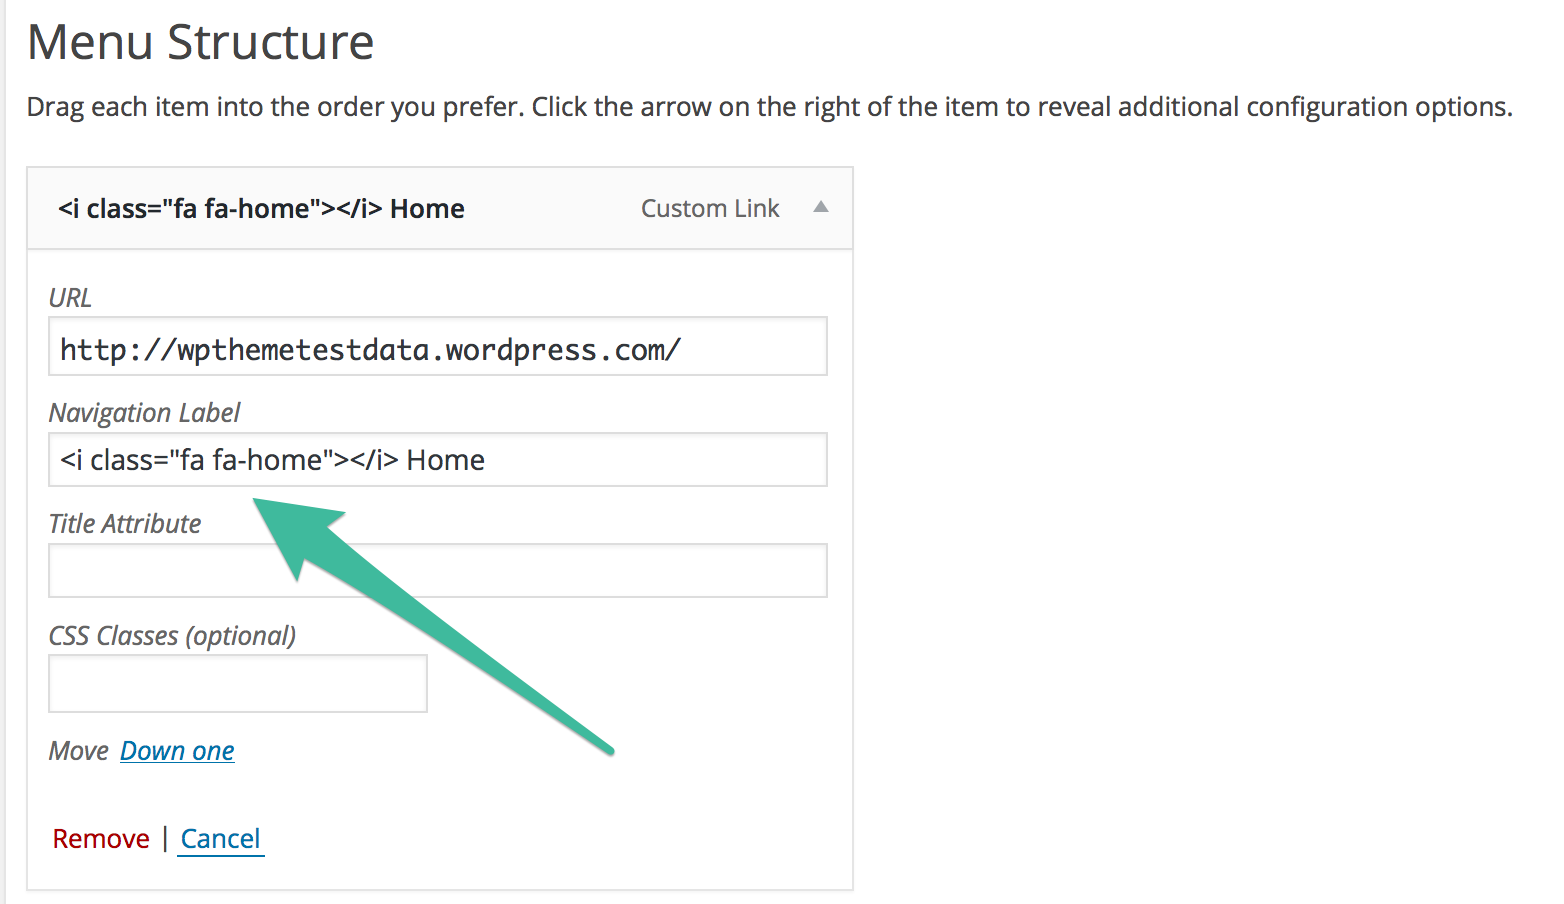 Menu Structure
Drag each item into the order you prefer. Click the arrow on the right of the item to reveal additional configuration options.
<i class="fa fa-home"></i> Home Custom Link
URL
http://wpthemetestdata.wordpress.com/
Navigation Label
<i class="fa fa-home"></i> Home
Title Attribute
CSS Classes (optional)
Move Down one
Remove | Cancel